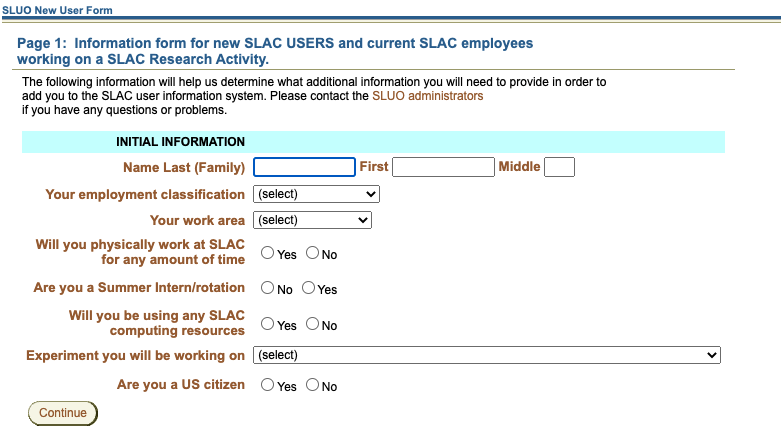 SLUO New User Form
Page 1: Information form for new SLAC USERS and current SLAC employees
working on a SLAC Research Activity.
The following information will help us determine what additional information you will need to provide in order to
add you to the SLAC user information system. Please contact the SLUO administrators
if you have any questions or problems.
INITIAL INFORMATION
Name Last (Family) First Middle
Your employment classification (select)
Your work area (select)
Will you physically work at SLAC
for any amount of time Yes No
Are you a Summer Intern/rotation No Yes
Will you be using any SLAC
computing resources Yes No
Experiment you will be working on (select)
Are you a US citizen Yes No
Continue